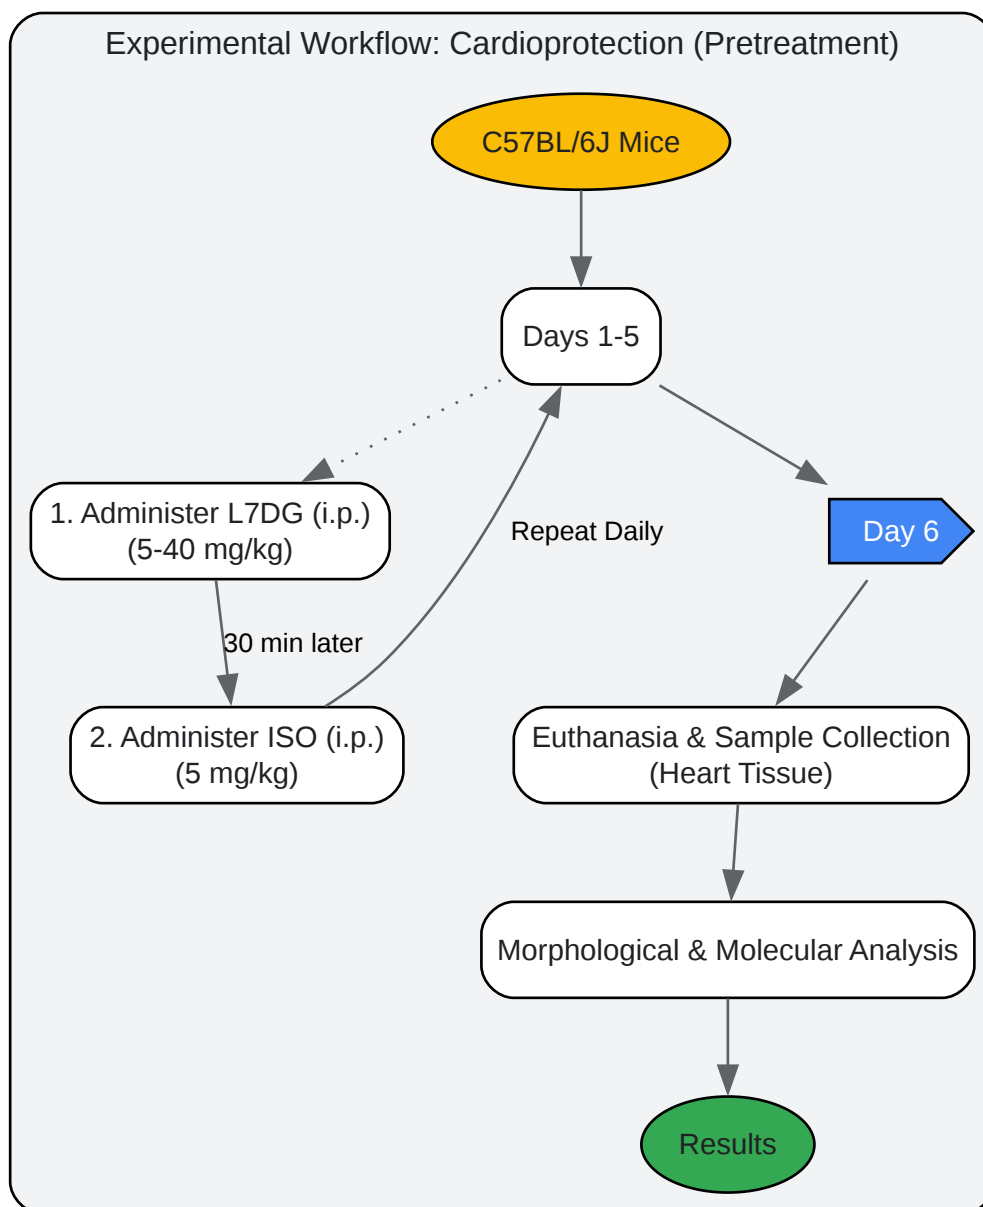 Experimental Workflow: Cardioprotection (Pretreatment)
C57BL/6J Mice
Days 1-5
1. Administer L7DG (i.p.)
(5-40 mg/kg)
Repeat Daily
Day 6
30 min later
2. Administer ISO (i.p.)
(5 mg/kg)
Euthanasia & Sample Collection
(Heart Tissue)
Morphological & Molecular Analysis
Results